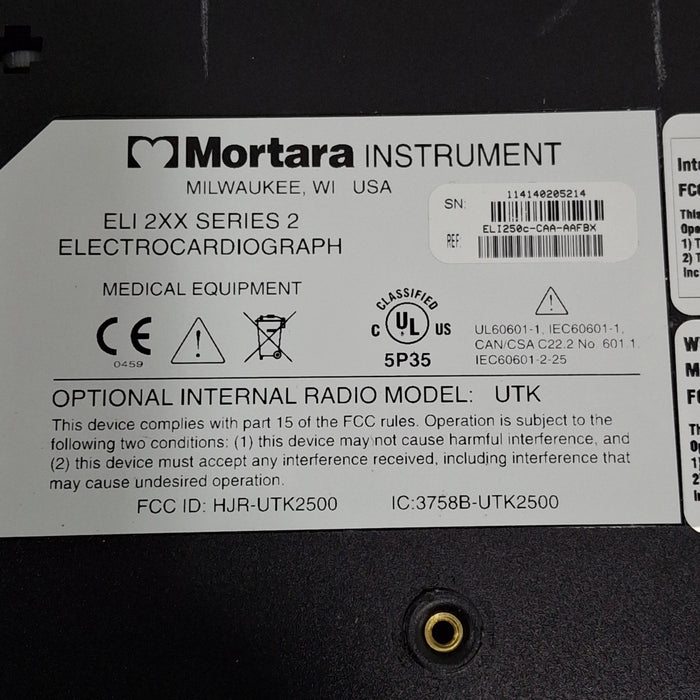 Mortara INSTRUMENT
MILWAUKEE, WI USA
ELI 2XX SERIES 2
ELECTROCARDIOGRAPH
SN: 114140205214
REF: ELI250c-CAA-AAFBX
MEDICAL EQUIPMENT
CE
0459
CLASSIFIED
C UL US
5P35
UL60601-1, IEC60601-1,
CAN/CSA C22.2 No. 601.1.
IEC60601-2-25
OPTIONAL INTERNAL RADIO MODEL: UTK
This device complies with part 15 of the FCC rules. Operation is subject to the
following two conditions: (1) this device may not cause harmful interference, and
(2) this device must accept any interference received, including interference that
may cause undesired operation.
FCC ID: HJR-UTK2500 IC:3758B-UTK2500
This
1) T
2) T